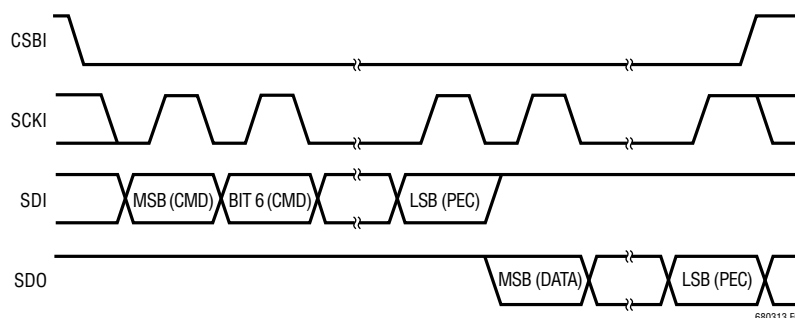 CSBI
SCKI
SDI
MSB (CMD) BIT 6 (CMD) LSB (PEC)
SDO
MSB (DATA) LSB (PEC)